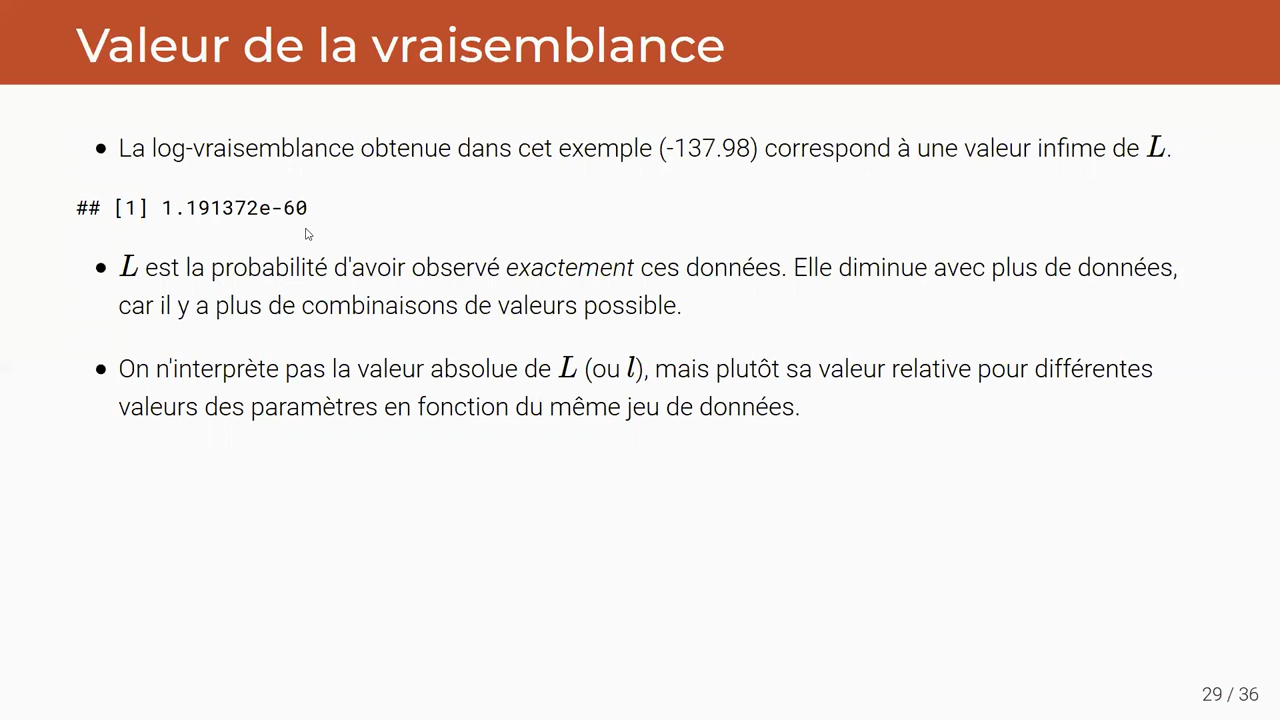 Valeur de la vraisemblance
• La log-vraisemblance obtenue dans cet exemple (-137.98) correspond à une valeur infime de L.
## [1] 1.191372e-60
• L est la probabilité d'avoir observé exactement ces données. Elle diminue avec plus de données,
car il y a plus de combinaisons de valeurs possible.
• On n'interprète pas la valeur absolue de L (ou l), mais plutôt sa valeur relative pour différentes
valeurs des paramètres en fonction du même jeu de données.
29 / 36